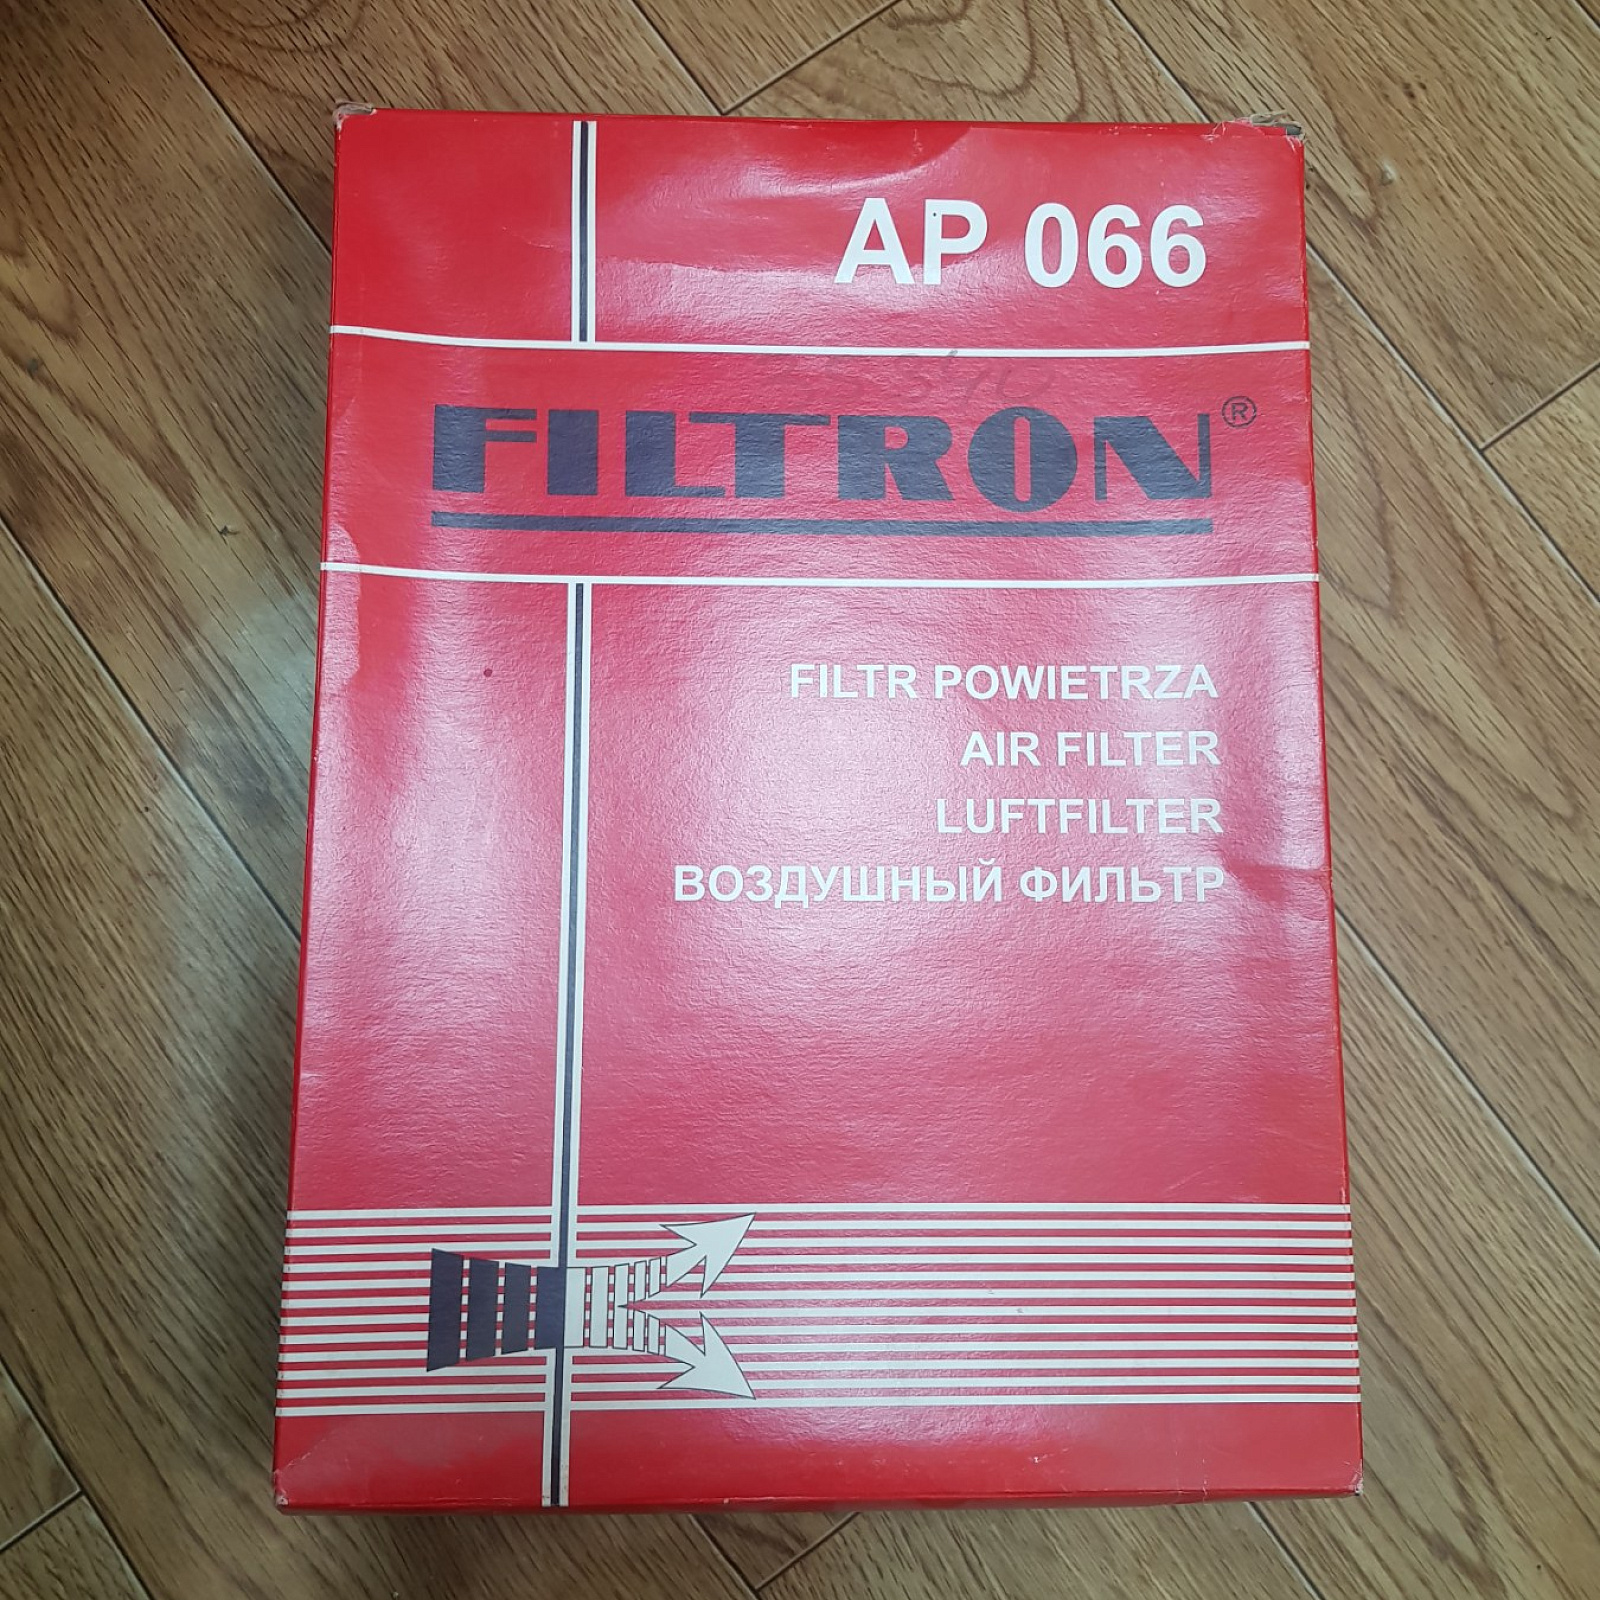 AP 066
FILTRON®
FILTR POWIETRZA
AIR FILTER
LUFTFILTER
ВОЗДУШНЫЙ ФИЛЬТР